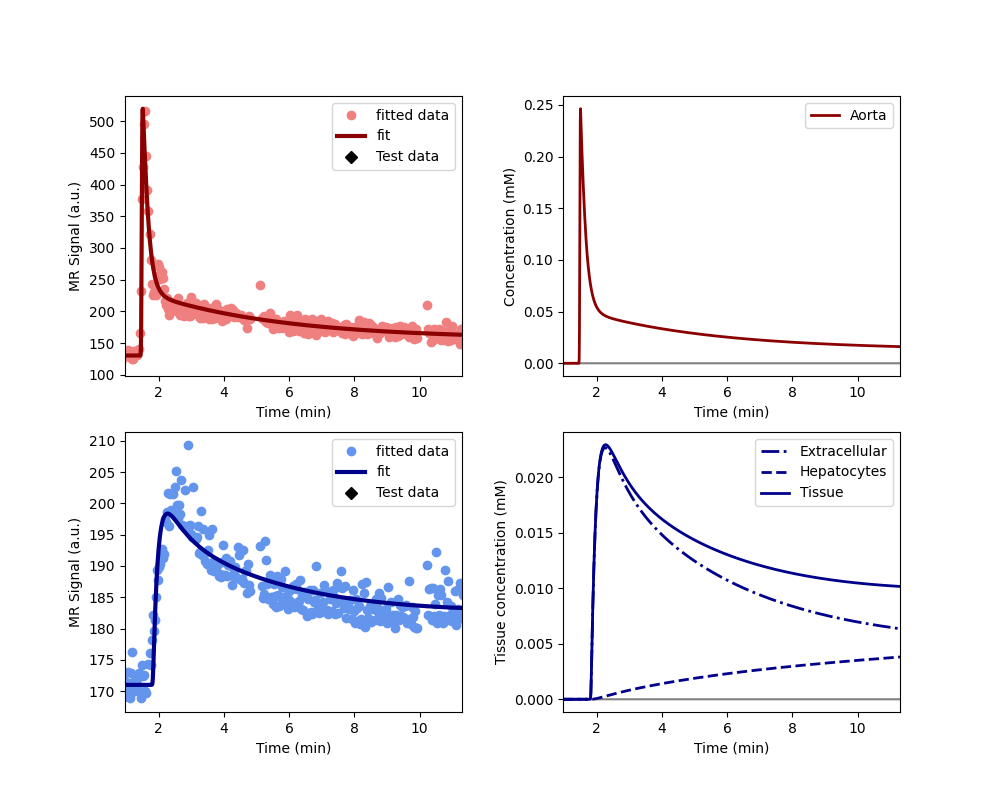 500
450
400
350
300
250
200
150
100
MR Signal (a.u.)
2 4 6 8 10
Time (min)
fitted data
fit
Test data
0.25
0.20
0.15
0.10
0.05
0.00
Concentration (mM)
2 4 6 8 10
Time (min)
Aorta
210
205
200
195
190
185
180
175
170
MR Signal (a.u.)
2 4 6 8 10
Time (min)
fitted data
fit
Test data
0.020
0.015
0.010
0.005
0.000
Tissue concentration (mM)
2 4 6 8 10
Time (min)
Extracellular
Hepatocytes
Tissue